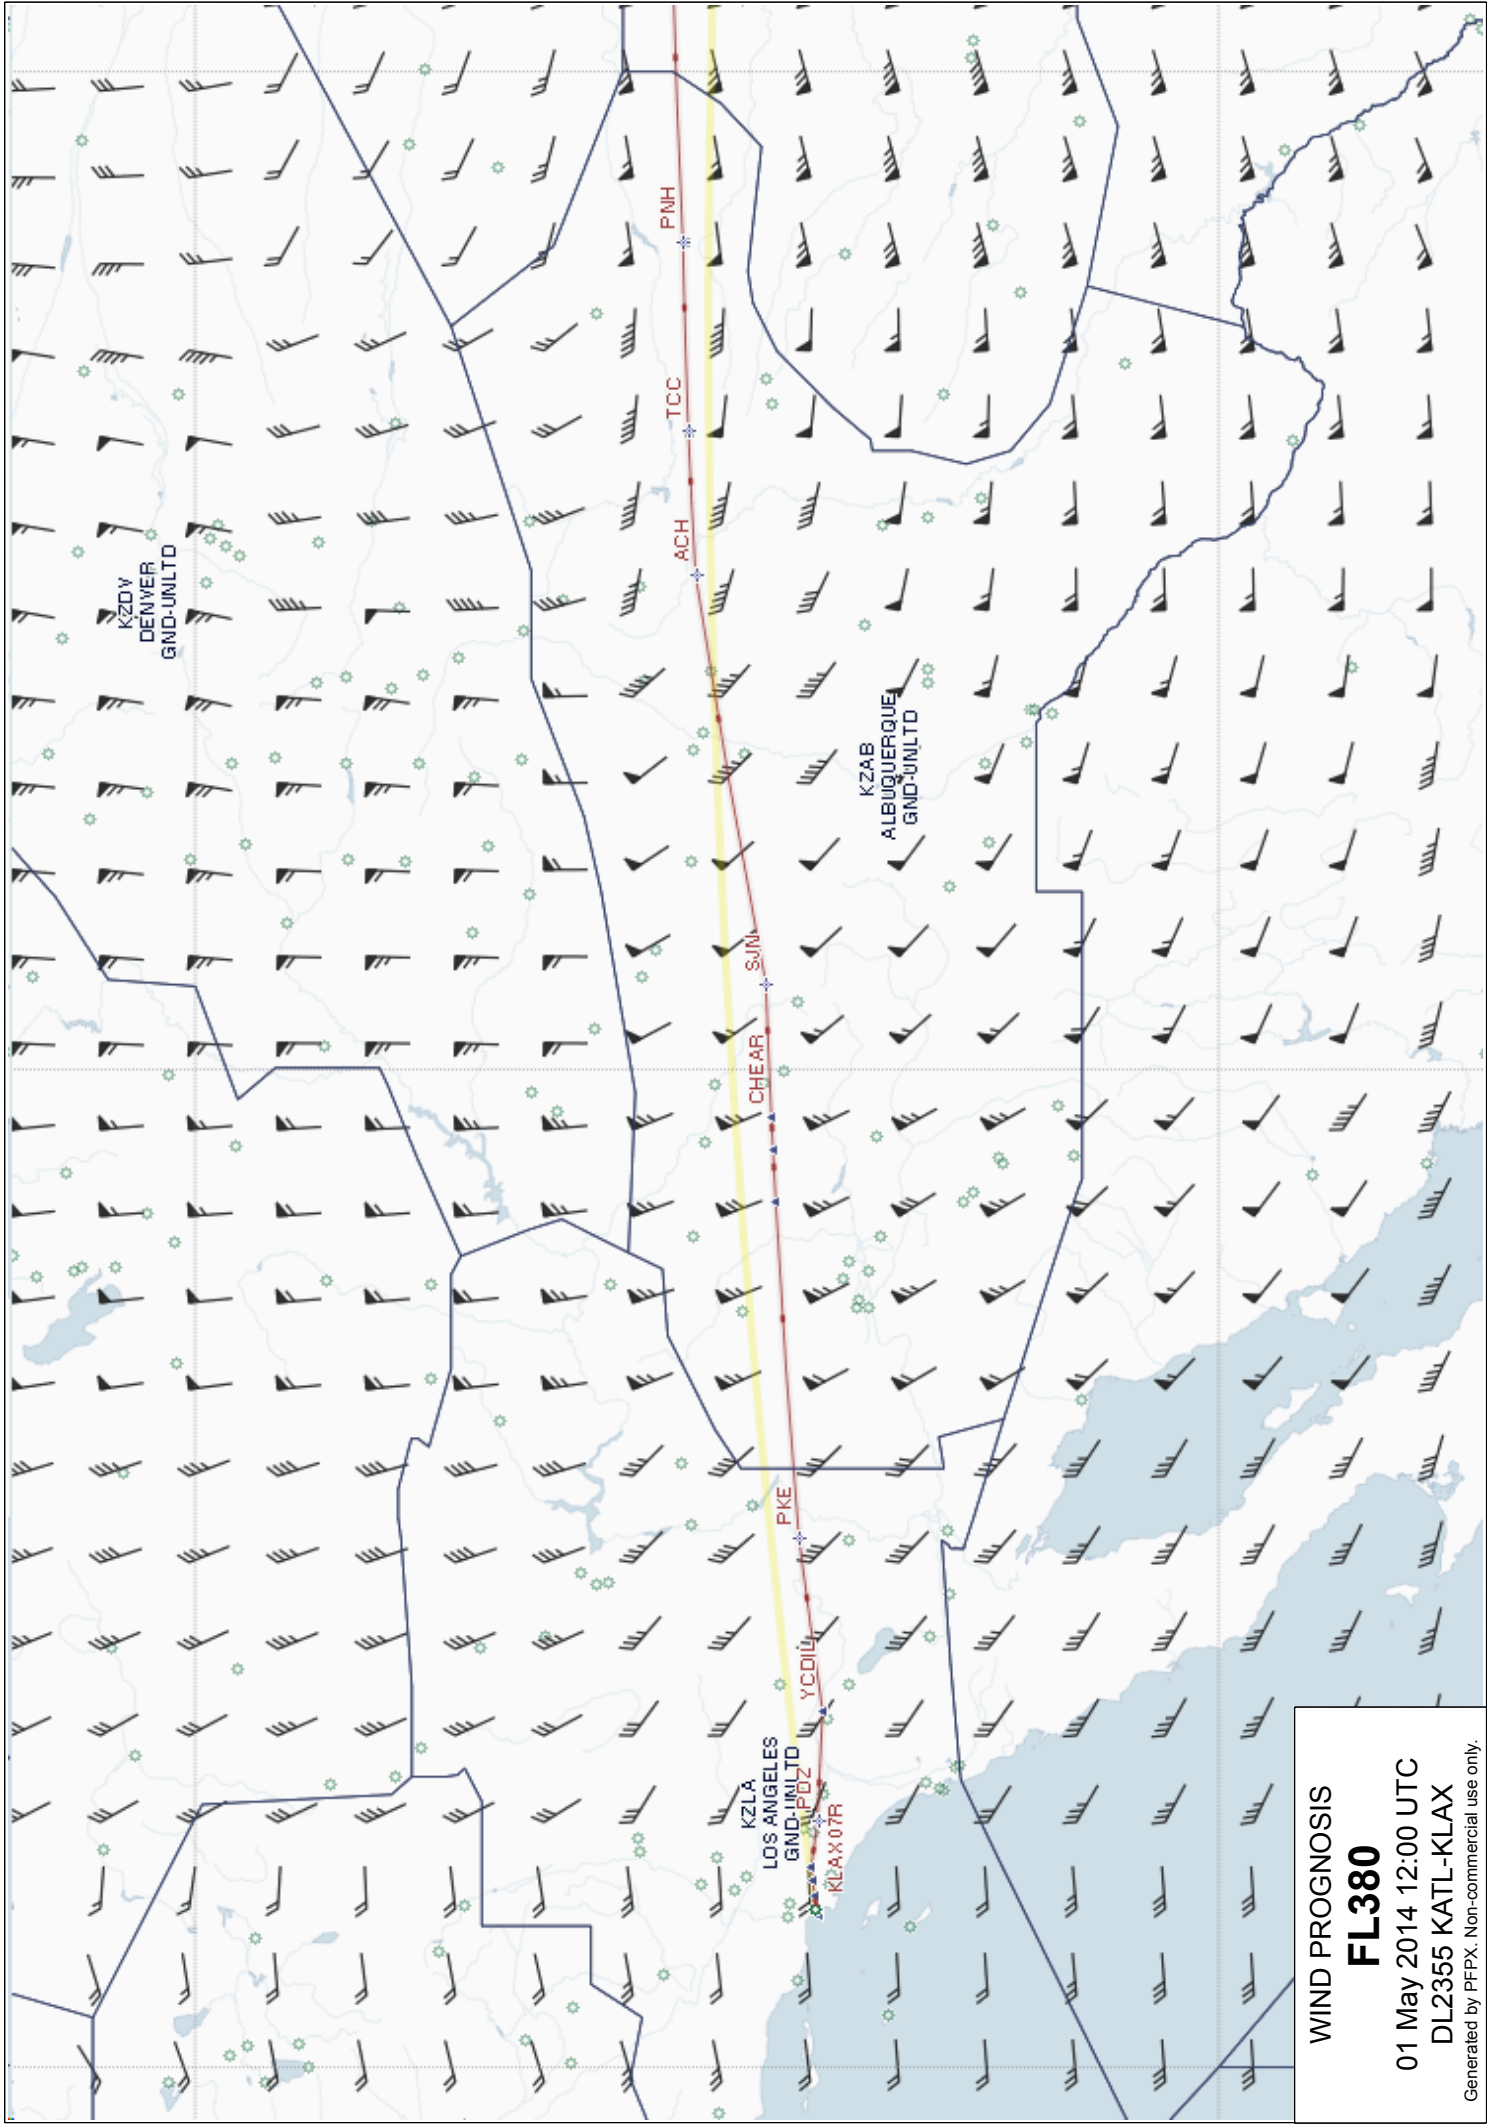 KZDV
DENVER
GND-UNLTD
PNH
TCC
ACH
KZAB
ALBUQUERQUE
GND-UNLTD
SJN
CHEAR
PKE
YCDIL
KZLA
LOS ANGELES
GND-UNLTD
PDZ
KLAX07R
WIND PROGNOSIS
FL380
01 May 2014 12:00 UTC
DL2355 KATL-KLAX
Generated by PFPX. Non-commercial use only.